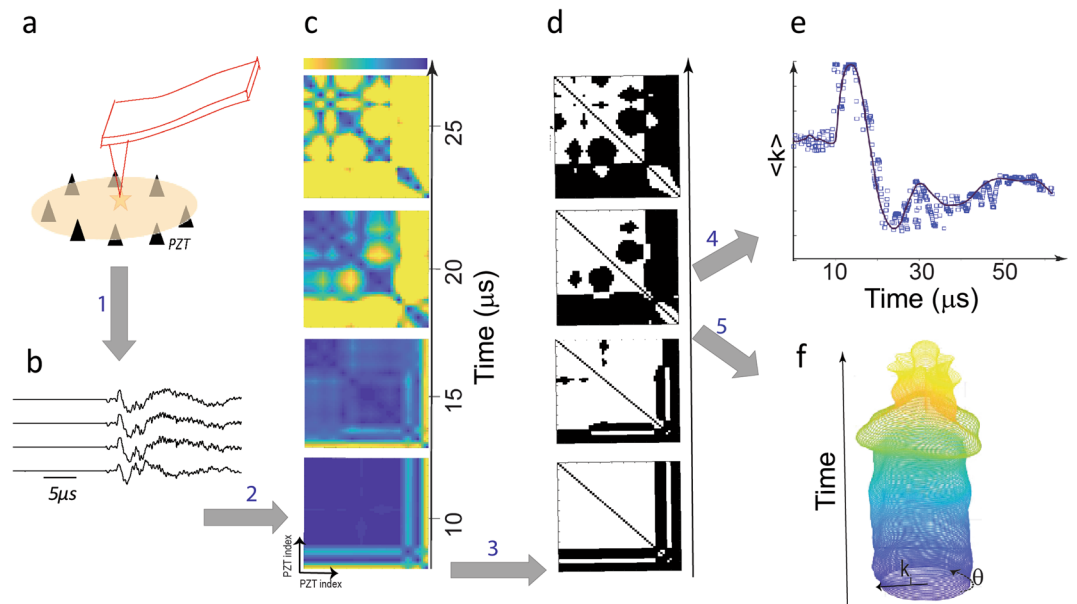 a
PZT
1
b
5μs
2
c
25
20
15
10
Time (μs)
PZT index
PZT index
3
d
4
5
e
<k>
10
30
50
Time (μs)
f
Time
k
θ